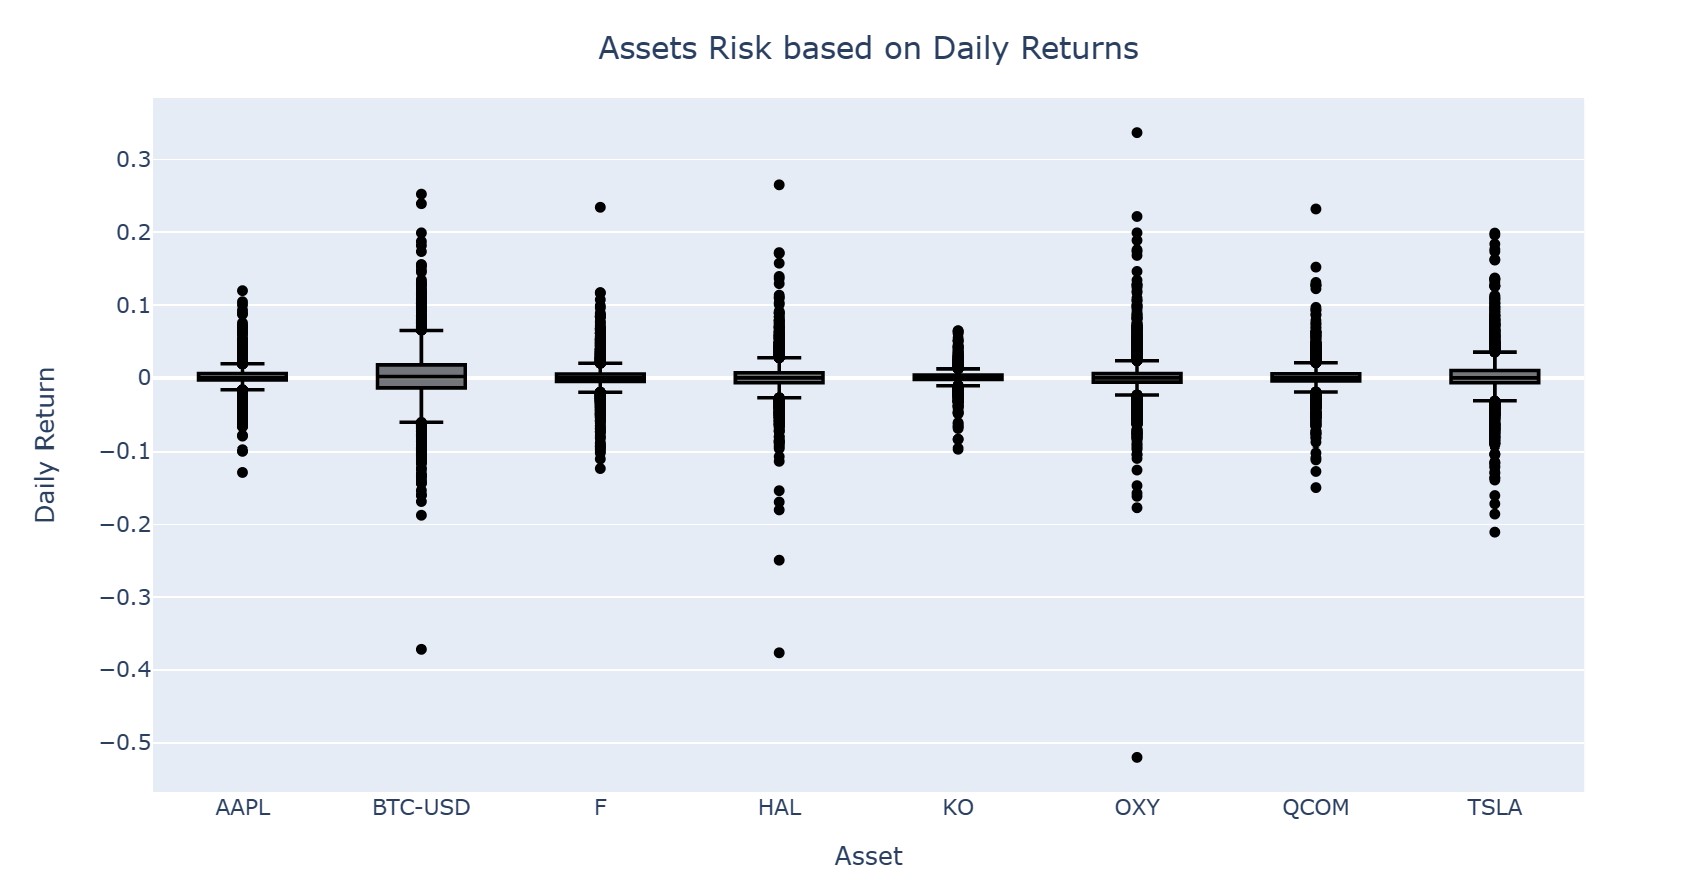 Assets Risk based on Daily Returns
0.3
0.2
0.1
0
−0.1
−0.2
−0.3
−0.4
−0.5
Daily Return
AAPL BTC-USD F HAL KO OXY QCOM TSLA
Asset